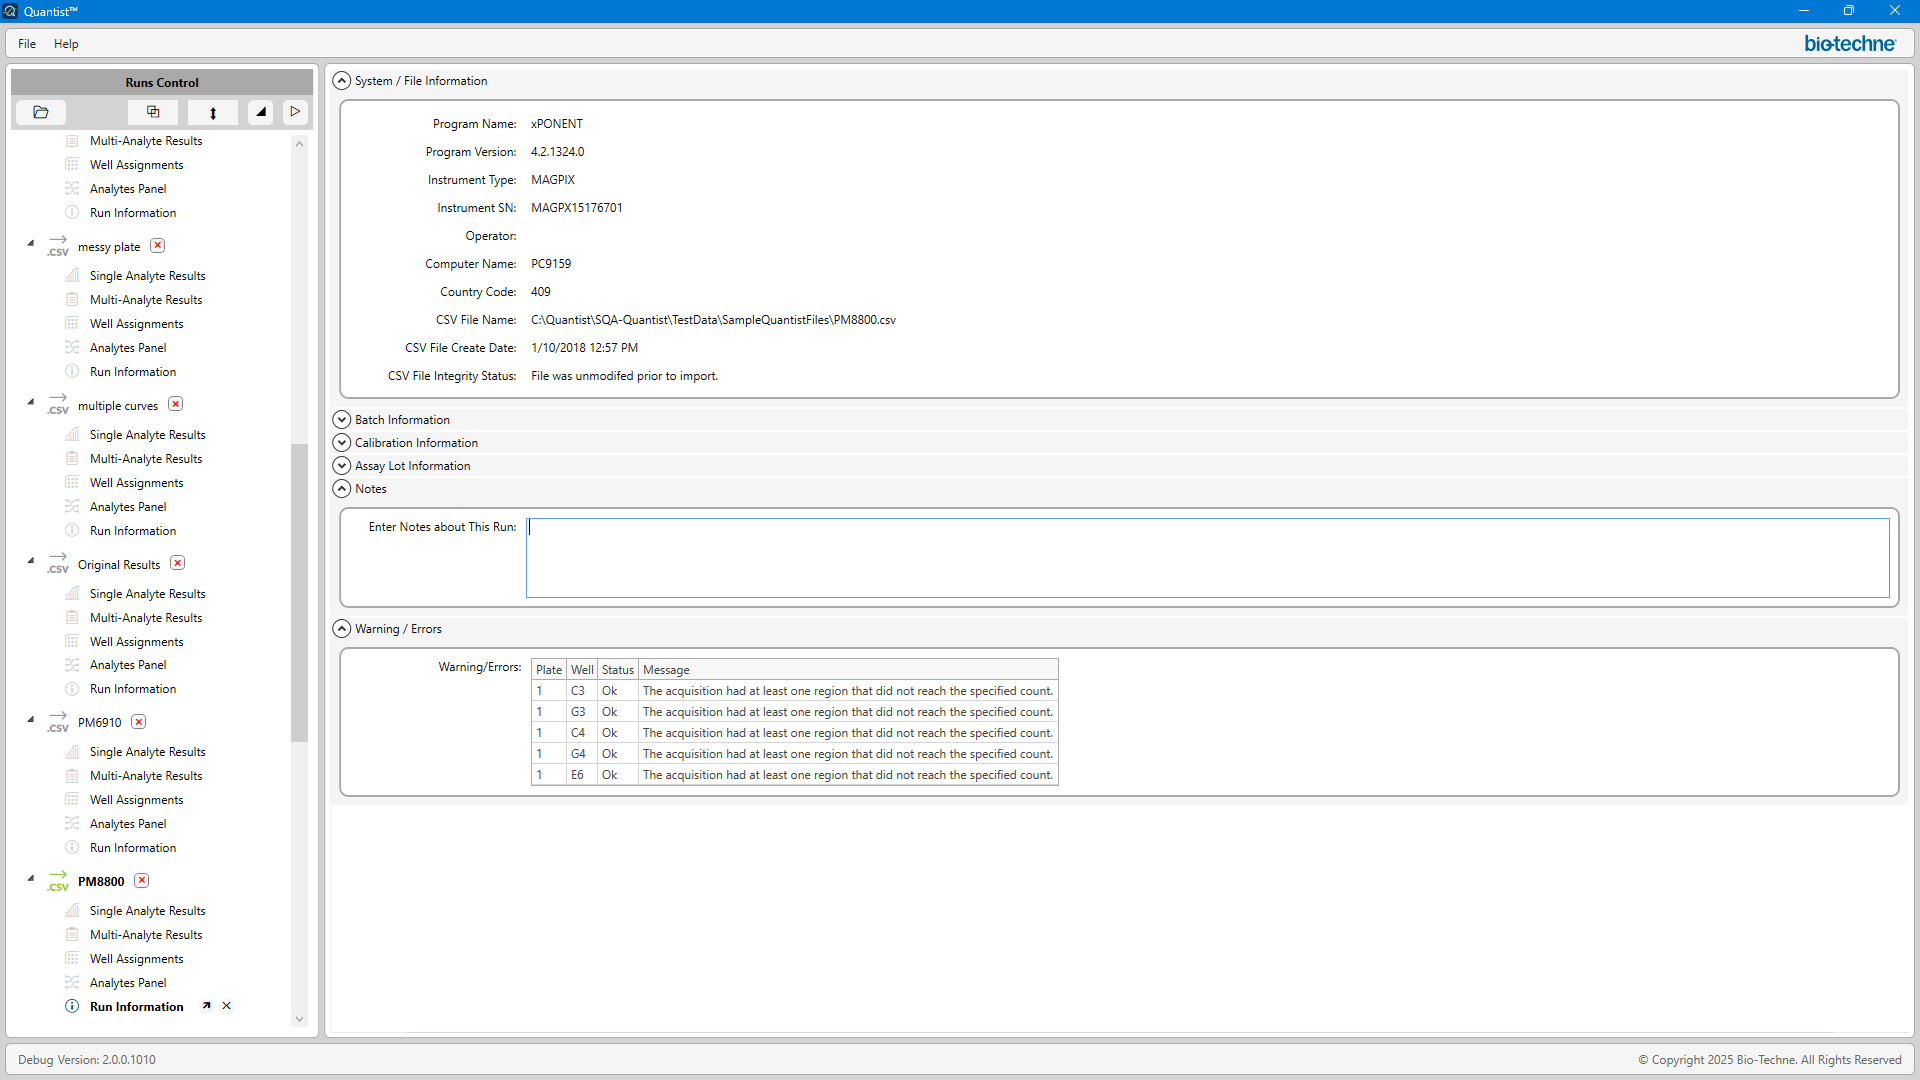 Quantist™
File Help
bio-techne
Runs Control
Multi-Analyte Results
Well Assignments
Analytes Panel
Run Information
.CSV messy plate
Single Analyte Results
Multi-Analyte Results
Well Assignments
Analytes Panel
Run Information
.CSV multiple curves
Single Analyte Results
Multi-Analyte Results
Well Assignments
Analytes Panel
Run Information
.CSV Original Results
Single Analyte Results
Multi-Analyte Results
Well Assignments
Analytes Panel
Run Information
.CSV PM6910
Single Analyte Results
Multi-Analyte Results
Well Assignments
Analytes Panel
Run Information
.CSV PM8800
Single Analyte Results
Multi-Analyte Results
Well Assignments
Analytes Panel
Run Information
System / File Information
Program Name: xPONENT
Program Version: 4.2.1324.0
Instrument Type: MAGPIX
Instrument SN: MAGPX15176701
Operator:
Computer Name: PC9159
Country Code: 409
CSV File Name: C:\Quantist\SQA-Quantist\TestData\SampleQuantistFiles\PM8800.csv
CSV File Create Date: 1/10/2018 12:57 PM
CSV File Integrity Status: File was unmodifed prior to import.
Batch Information
Calibration Information
Assay Lot Information
Notes
Enter Notes about This Run:
Warning / Errors
Warning/Errors:
Plate Well Status Message
1 C3 Ok The acquisition had at least one region that did not reach the specified count.
1 G3 Ok The acquisition had at least one region that did not reach the specified count.
1 C4 Ok The acquisition had at least one region that did not reach the specified count.
1 G4 Ok The acquisition had at least one region that did not reach the specified count.
1 E6 Ok The acquisition had at least one region that did not reach the specified count.
Debug Version: 2.0.0.1010
© Copyright 2025 Bio-Techne. All Rights Reserved